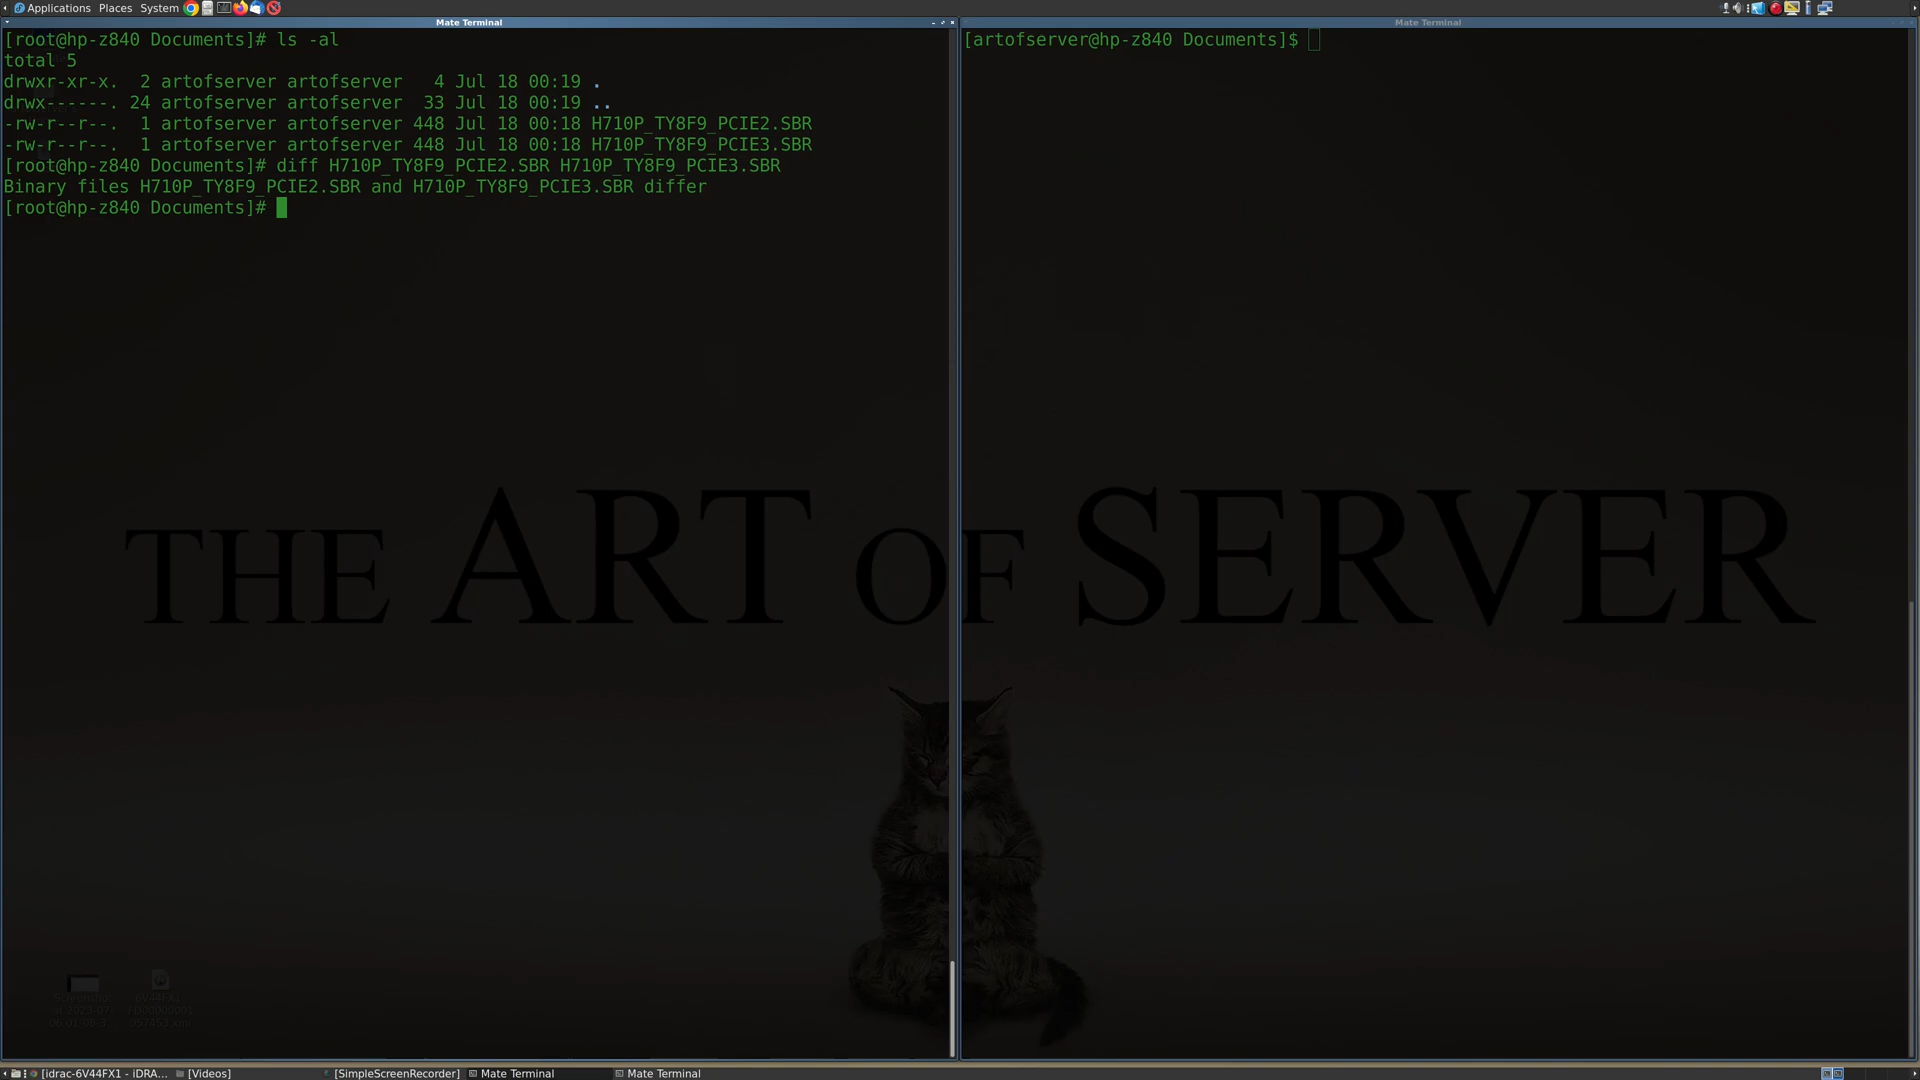 Applications Places System
Mate Terminal
[root@hp-z840 Documents]# ls -al
total 5
drwxr-xr-x.  2 artofserver artofserver   4 Jul 18 00:19 .
drwx------. 24 artofserver artofserver  33 Jul 18 00:19 ..
-rw-r--r--.  1 artofserver artofserver 448 Jul 18 00:18 H710P_TY8F9_PCIE2.SBR
-rw-r--r--.  1 artofserver artofserver 448 Jul 18 00:18 H710P_TY8F9_PCIE3.SBR
[root@hp-z840 Documents]# diff H710P_TY8F9_PCIE2.SBR H710P_TY8F9_PCIE3.SBR
Binary files H710P_TY8F9_PCIE2.SBR and H710P_TY8F9_PCIE3.SBR differ
[root@hp-z840 Documents]#
Mate Terminal
[artofserver@hp-z840 Documents]$
THE ART OF SERVER
[idrac-6V44FX1 - iDRA... [Videos] [SimpleScreenRecorder] Mate Terminal Mate Terminal